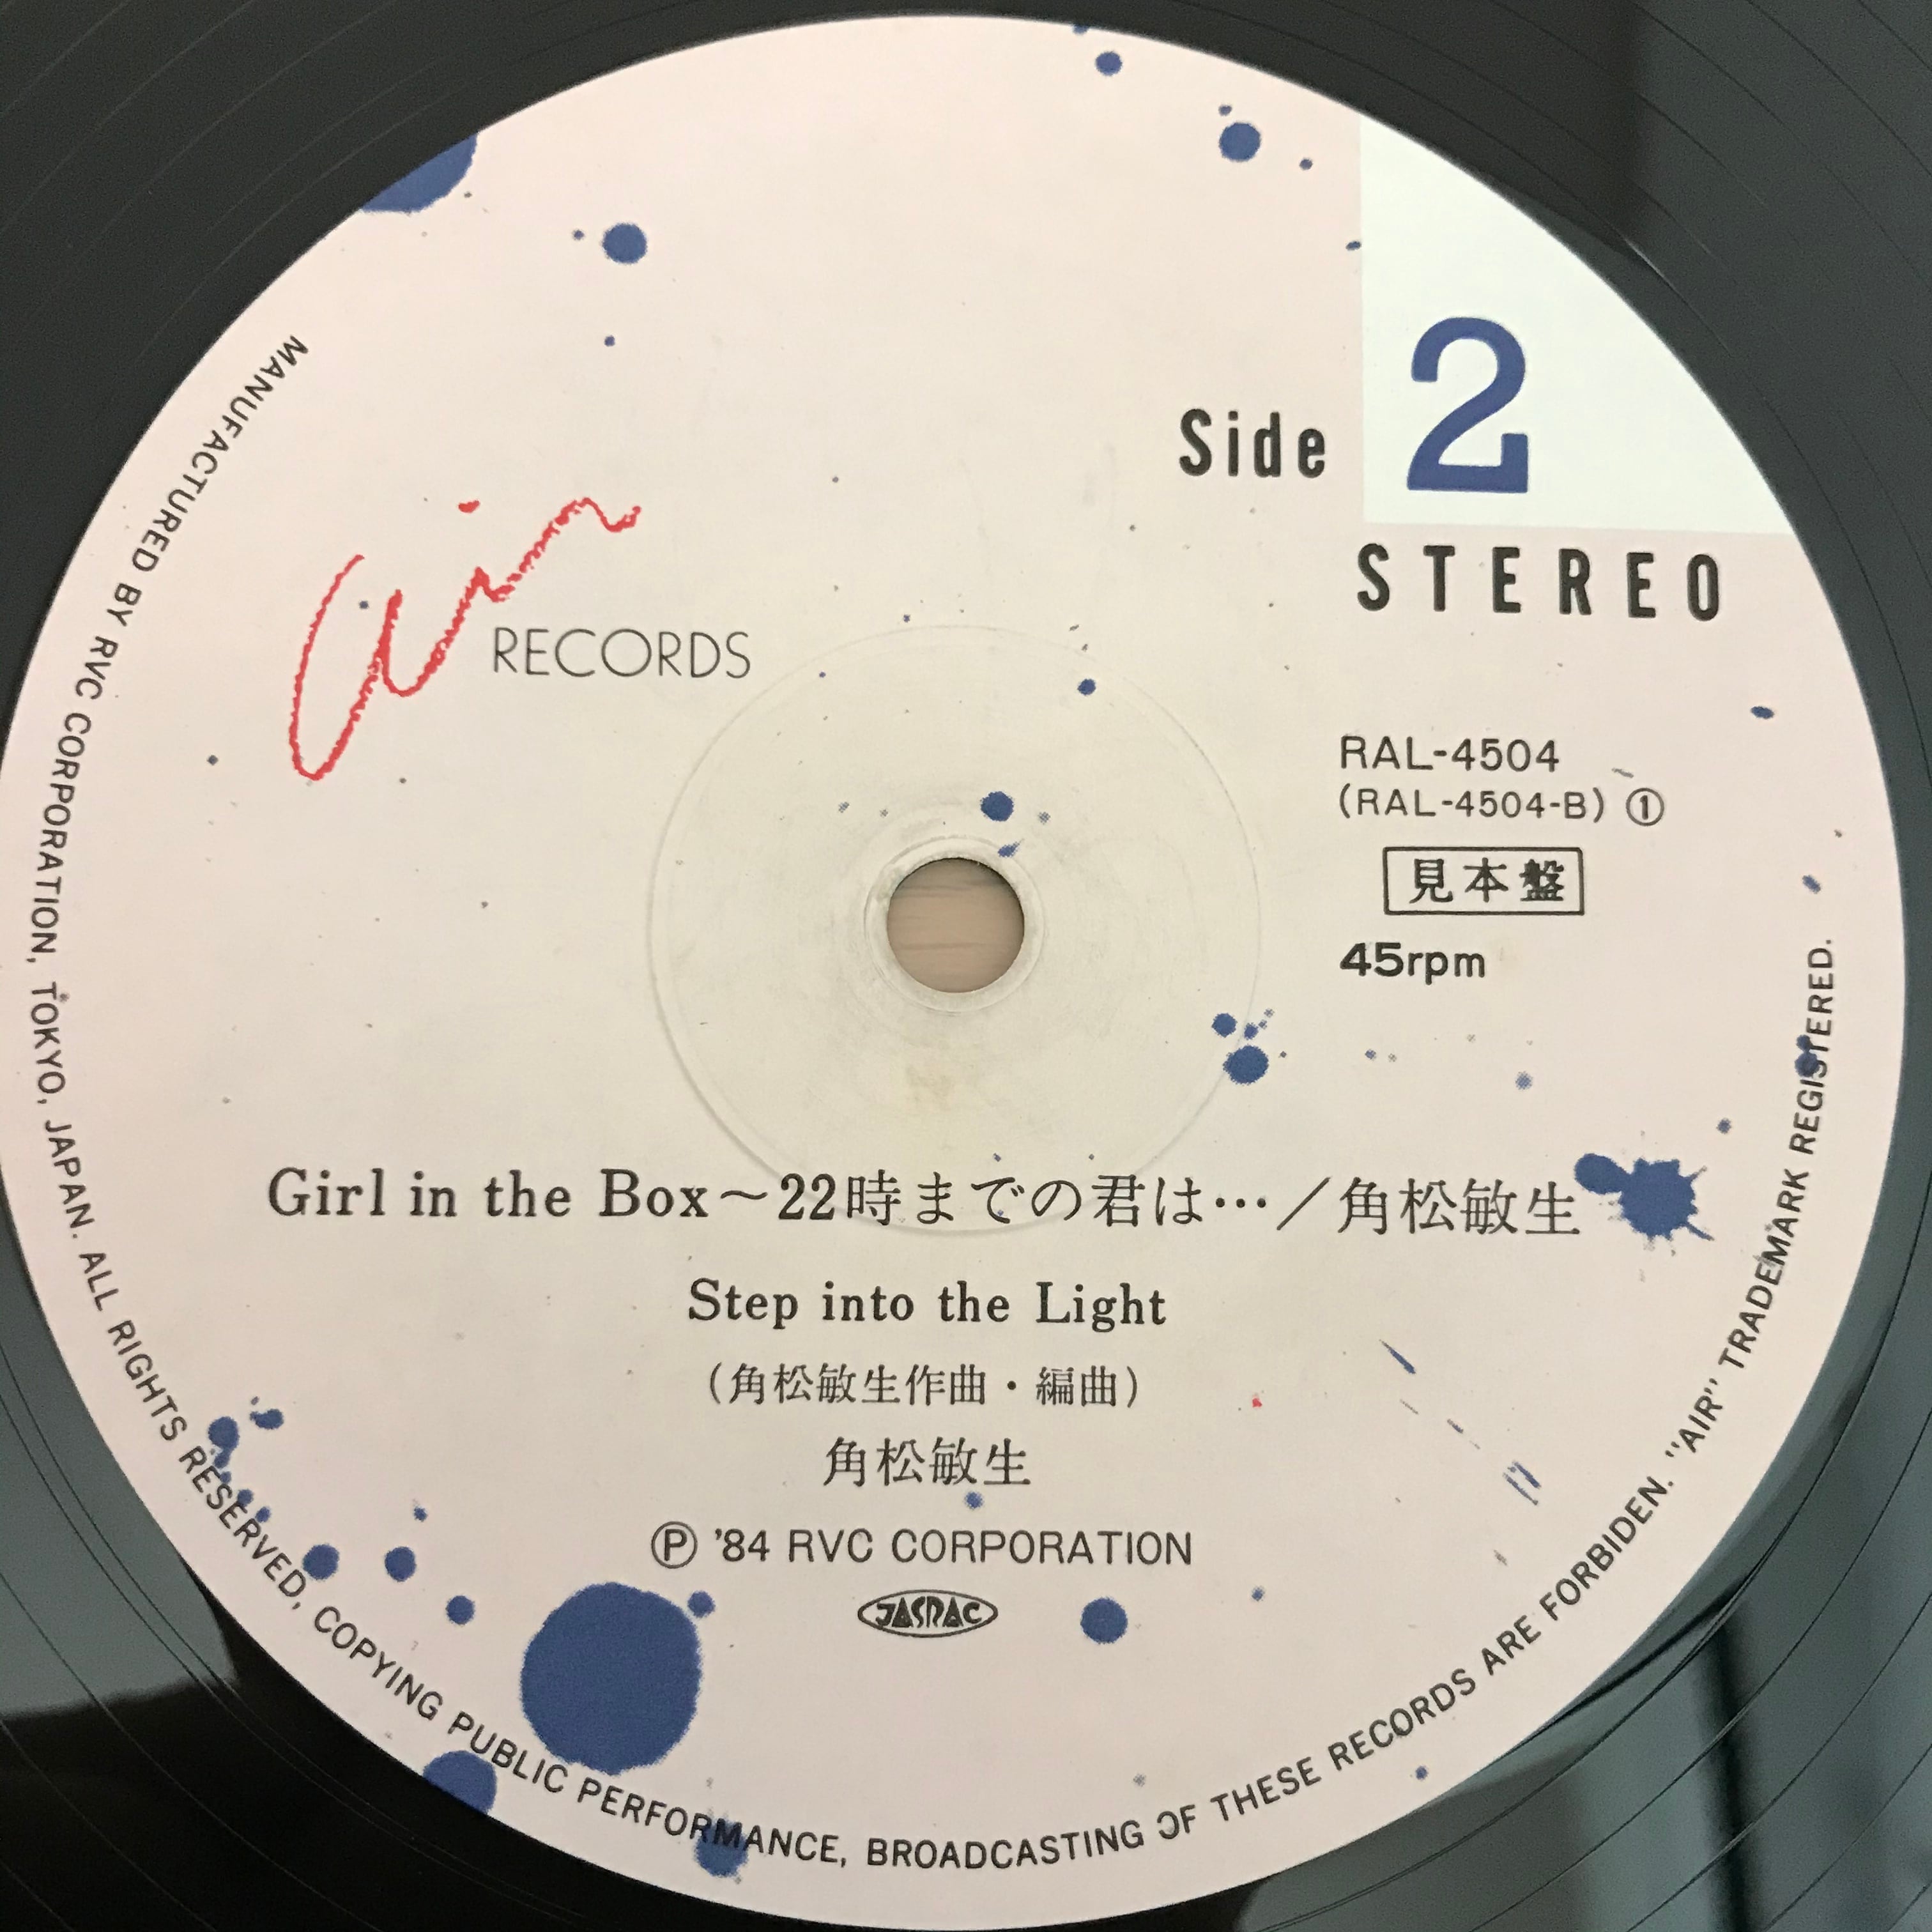 Side 2
STEREO
air RECORDS
RAL-4504
(RAL-4504-B) ①
見本盤
45rpm
Girl in the Box～22時までの君は…／角松敏生
Step into the Light
(角松敏生作曲・編曲)
角松敏生
Ⓟ '84 RVC CORPORATION
JASRAC
MANUFACTURED BY RVC CORPORATION, TOKYO, JAPAN. ALL RIGHTS RESERVED, COPYING PUBLIC PERFORMANCE, BROADCASTING OF THESE RECORDS ARE FORBIDEN. "AIR" TRADEMARK REGISTERED.